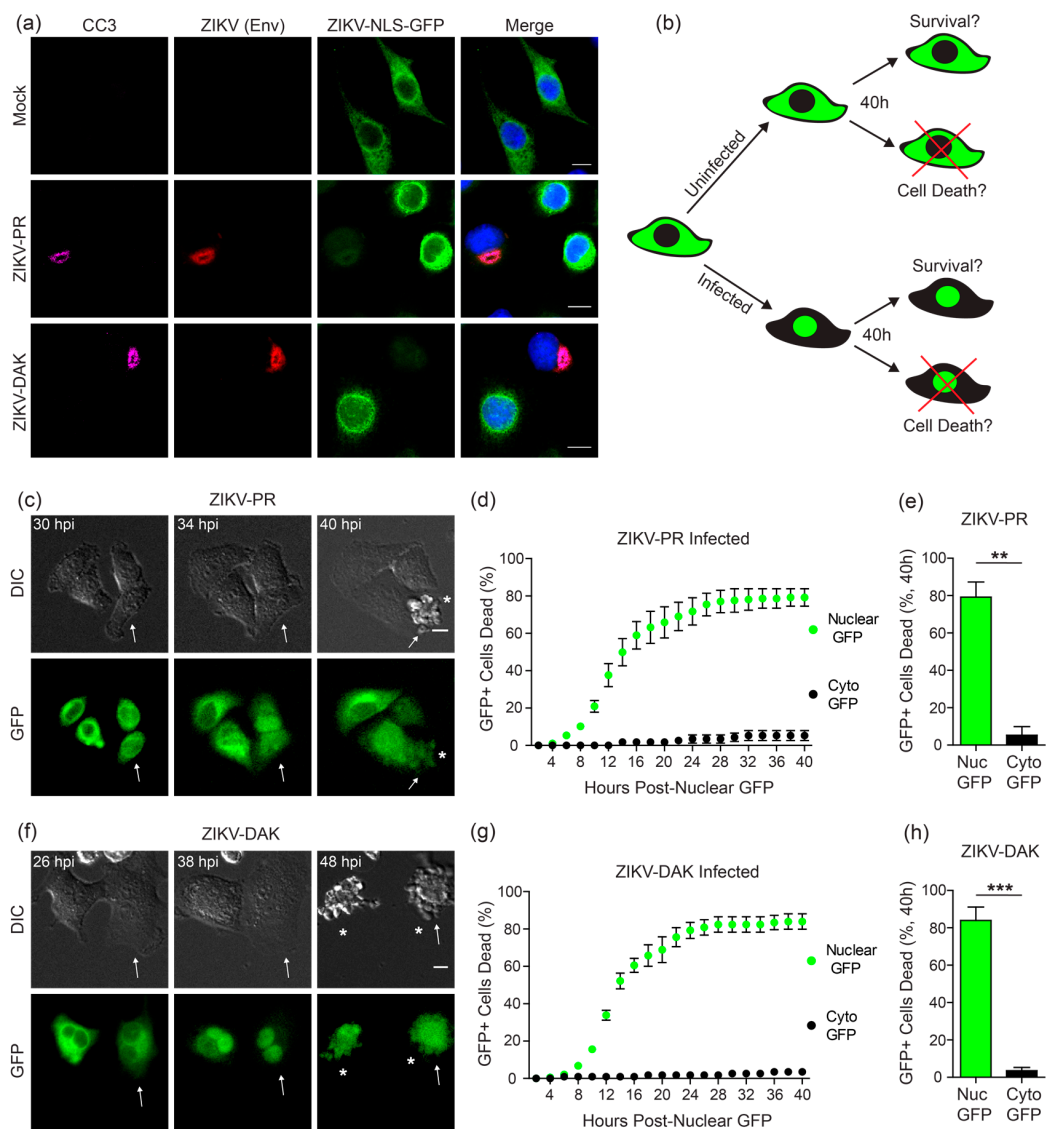 (a)
CC3 ZIKV (Env) ZIKV-NLS-GFP Merge
Mock
ZIKV-PR
ZIKV-DAK
(b)
Survival?
40h
Cell Death?
Uninfected
Infected
Survival?
40h
Cell Death?
(c)
ZIKV-PR
30 hpi 34 hpi 40 hpi
DIC
*
GFP
*
(d)
ZIKV-PR Infected
GFP+ Cells Dead (%)
100
80
60
40
20
0
4 8 12 16 20 24 28 32 36 40
Hours Post-Nuclear GFP
Nuclear
GFP
Cyto
GFP
(e)
ZIKV-PR
**
GFP+ Cells Dead (%, 40h)
100
80
60
40
20
0
Nuc Cyto
GFP GFP
(f)
ZIKV-DAK
26 hpi 38 hpi 48 hpi
DIC
* *
GFP
* *
(g)
ZIKV-DAK Infected
GFP+ Cells Dead (%)
100
80
60
40
20
0
4 8 12 16 20 24 28 32 36 40
Hours Post-Nuclear GFP
Nuclear
GFP
Cyto
GFP
(h)
ZIKV-DAK
***
GFP+ Cells Dead (%, 40h)
100
80
60
40
20
0
Nuc Cyto
GFP GFP